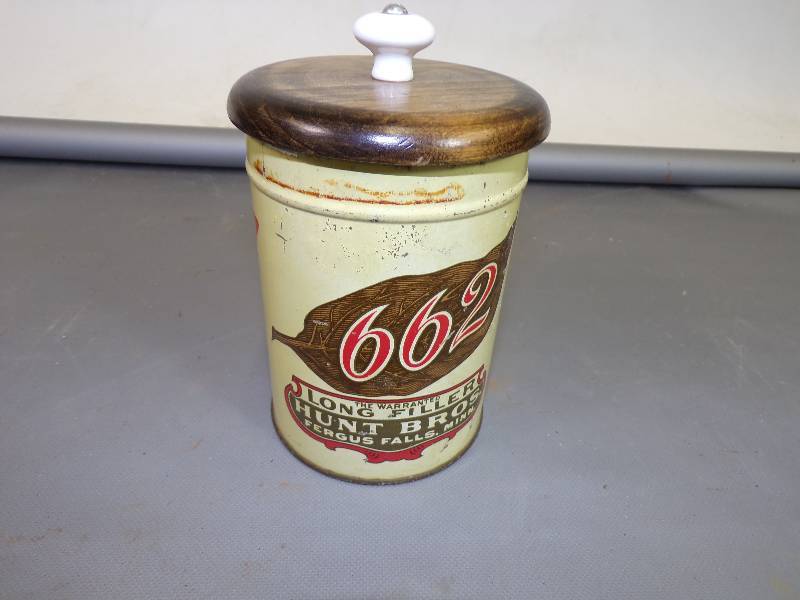 662
THE WARRANTED
LONG FILLER
HUNT BROS
FERGUS FALLS, MINN.